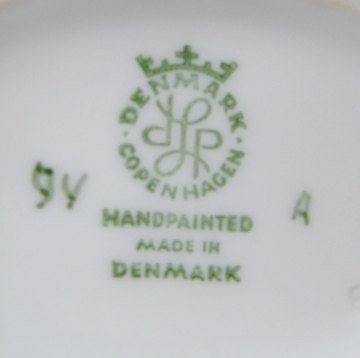 DENMARK
COPENHAGEN
A
HANDPAINTED
MADE IN
DENMARK